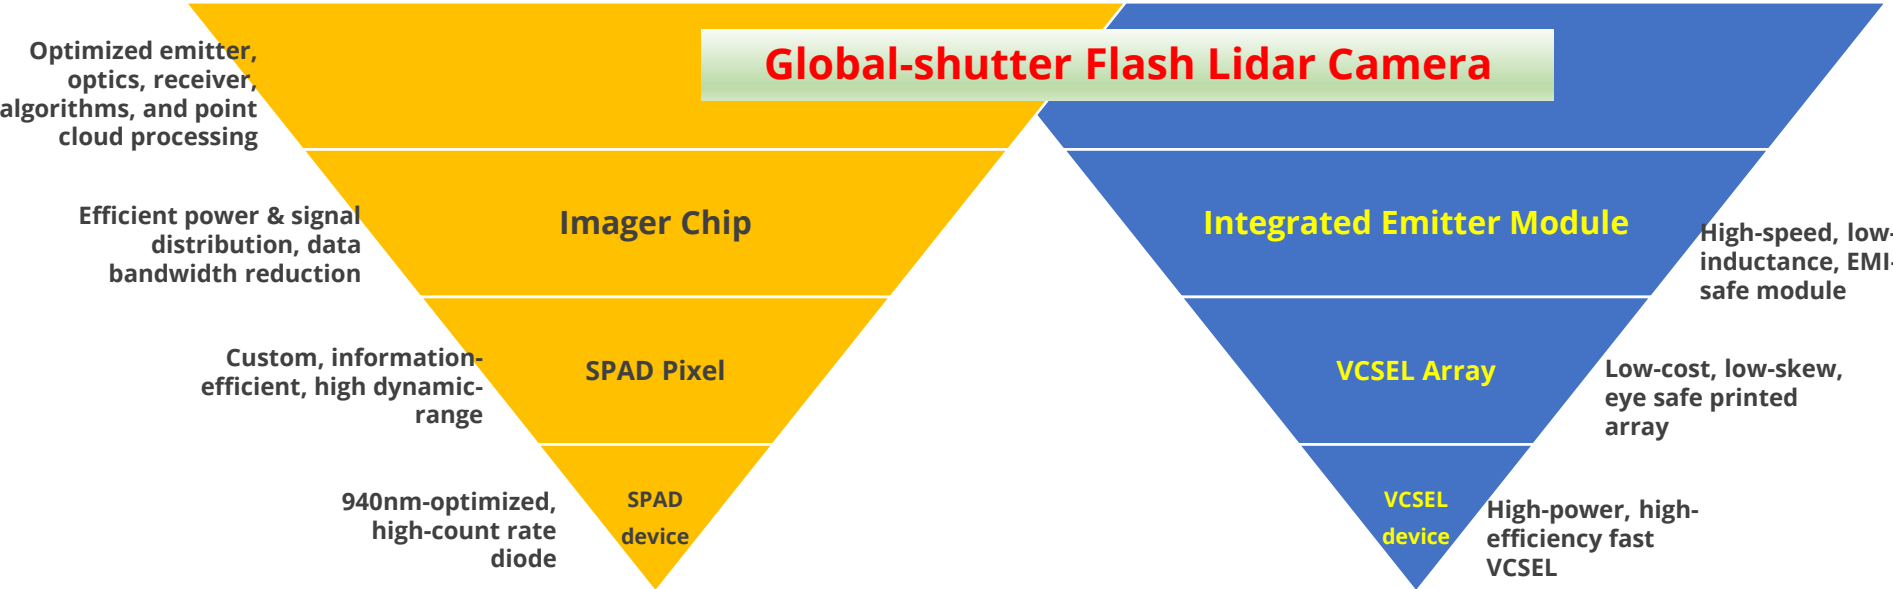 Global-shutter Flash Lidar Camera
Optimized emitter,
optics, receiver,
algorithms, and point
cloud processing
Efficient power & signal
distribution, data
bandwidth reduction
Imager Chip
Integrated Emitter Module
High-speed, low-
inductance, EMI-
safe module
Custom, information-
efficient, high dynamic-
range
SPAD Pixel
VCSEL Array
Low-cost, low-skew,
eye safe printed
array
940nm-optimized,
high-count rate
diode
SPAD
device
VCSEL
device
High-power, high-
efficiency fast
VCSEL